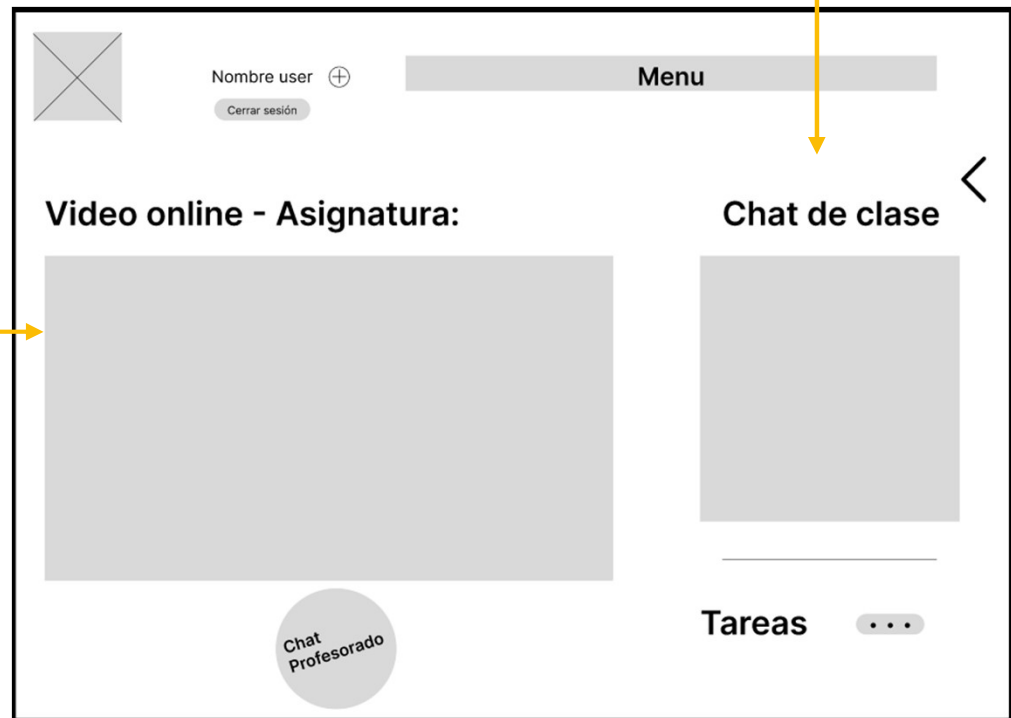 Nombre user
Menu
Cerrar sesión
Video online - Asignatura:
Chat de clase
Chat
Profesorado
Tareas